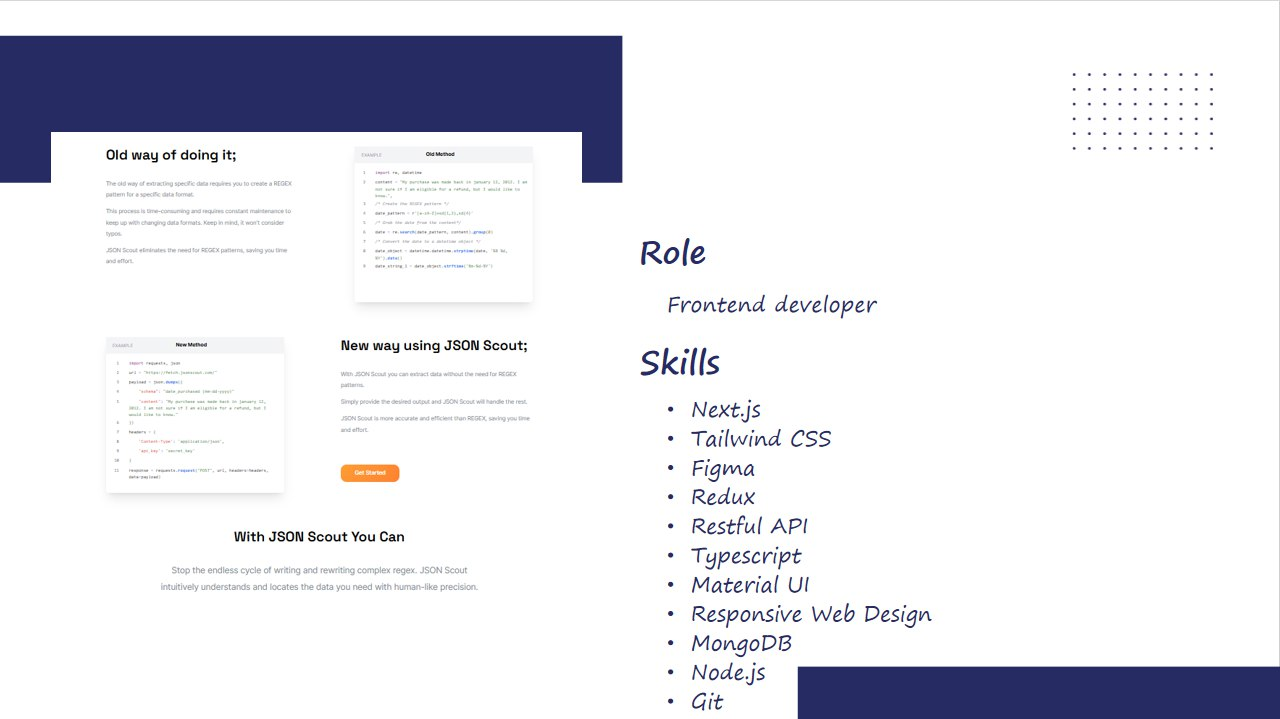 Old way of doing it;
The old way of extracting specific data requires you to create a REGEX
pattern for a specific data format.
This process is time-consuming and requires constant maintenance to
keep up with changing data formats. Keep in mind, it won't consider
typos.
JSON Scout eliminates the need for REGEX patterns, saving you time
and effort.
EXAMPLE Old Method
1 import re, datetime
2 content = "My purchase was made back in january 12, 2012. I am
not sure if I am eligible for a refund, but I would like to
know.";
3 /* Create the REGEX pattern */
4 date_pattern =
5 /* Grab the date from the content*/
6 date = re.search(date_pattern, content).group(0)
7 /* Convert the date to a datetime object */
8 date_object = datetime.datetime.strptime(date,
.date()
9 date_string_1 = date_object.strftime(
EXAMPLE New Method
1 import requests, json
2 url = "https://fetch.jsonscout.com/"
3 payload = json.dumps({
4 "schema": "date_purchased (mm-dd-yyyy)"
5 "content": "My purchase was made back in january 12,
2012. I am not sure if I am eligible for a refund, but I
would like to know."
6 })
7 headers = {
8 'Content-Type': 'application/json',
9 'api_key': 'secret_key'
10 }
11 response = requests.request("POST", url, headers=headers,
data=payload)
New way using JSON Scout;
With JSON Scout you can extract data without the need for REGEX
patterns.
Simply provide the desired output and JSON Scout will handle the rest.
JSON Scout is more accurate and efficient than REGEX, saving you time
and effort.
Get Started
With JSON Scout You Can
Stop the endless cycle of writing and rewriting complex regex. JSON Scout
intuitively understands and locates the data you need with human-like precision.
Role
Frontend developer
Skills
• Next.js
• Tailwind CSS
• Figma
• Redux
• Restful API
• Typescript
• Material UI
• Responsive Web Design
• MongoDB
• Node.js
• Git